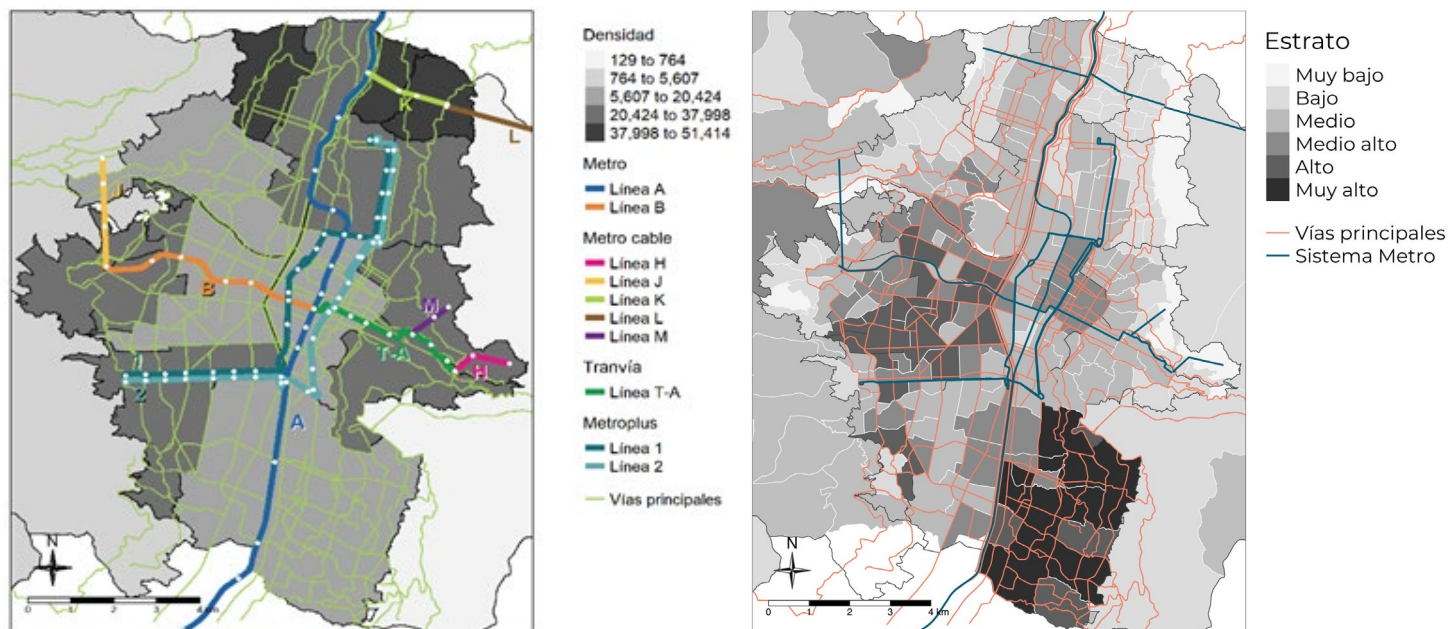 Densidad
129 to 764
764 to 5,607
5,607 to 20,424
20,424 to 37,998
37,998 to 51,414
Metro
Línea A
Línea B
Metro cable
Línea H
Línea J
Línea K
Línea L
Línea M
Tranvía
Línea T-A
Metroplus
Línea 1
Línea 2
Vías principales
K
L
J
B
M
T-A
H
1
2
A
N
0 1 2 3 4 km
Estrato
Muy bajo
Bajo
Medio
Medio alto
Alto
Muy alto
Vías principales
Sistema Metro
N
0 1 2 3 4 km